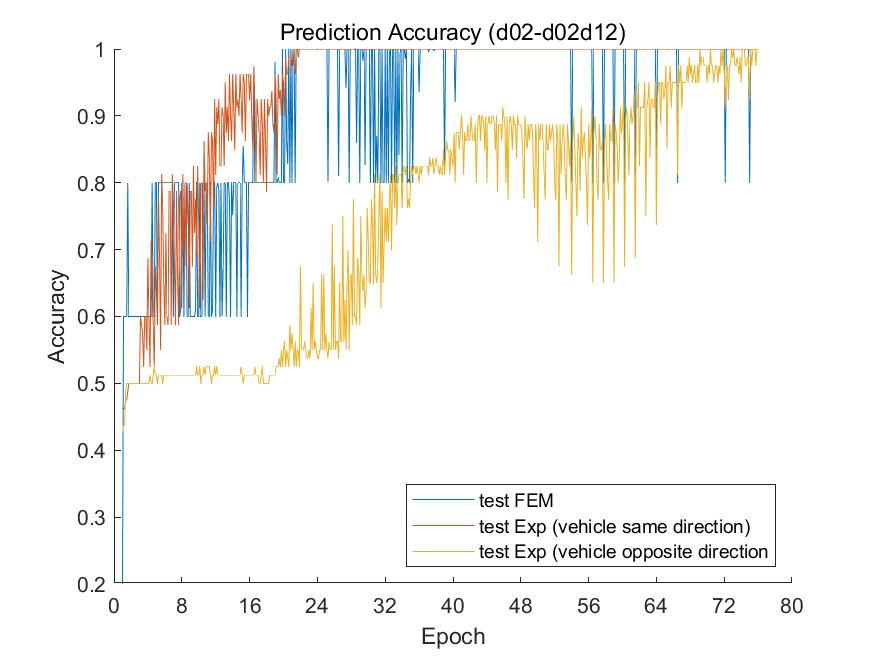 Prediction Accuracy (d02-d02d12)
1
0.9
0.8
0.7
0.6
0.5
0.4
0.3
0.2
Accuracy
test FEM
test Exp (vehicle same direction)
test Exp (vehicle opposite direction
0 8 16 24 32 40 48 56 64 72 80
Epoch